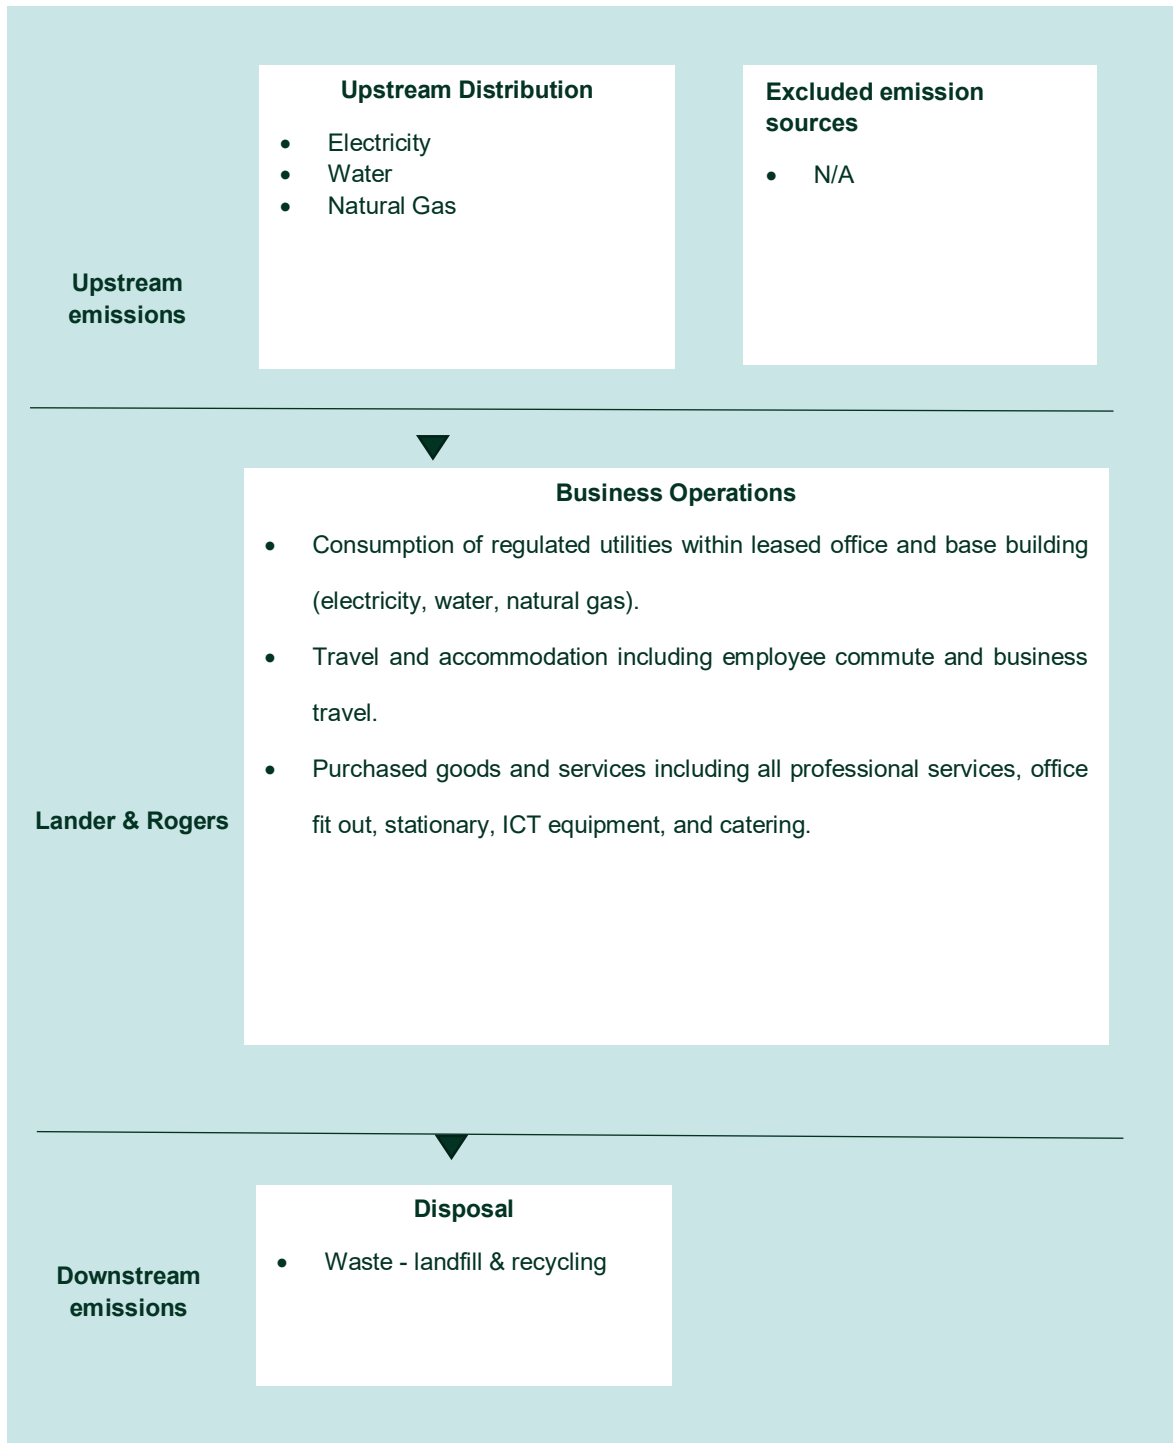 Upstream Distribution
• Electricity
• Water
• Natural Gas
Excluded emission
sources
• N/A
Upstream
emissions
Business Operations
• Consumption of regulated utilities within leased office and base building
(electricity, water, natural gas).
• Travel and accommodation including employee commute and business
travel.
• Purchased goods and services including all professional services, office
fit out, stationary, ICT equipment, and catering.
Lander & Rogers
Disposal
• Waste - landfill & recycling
Downstream
emissions